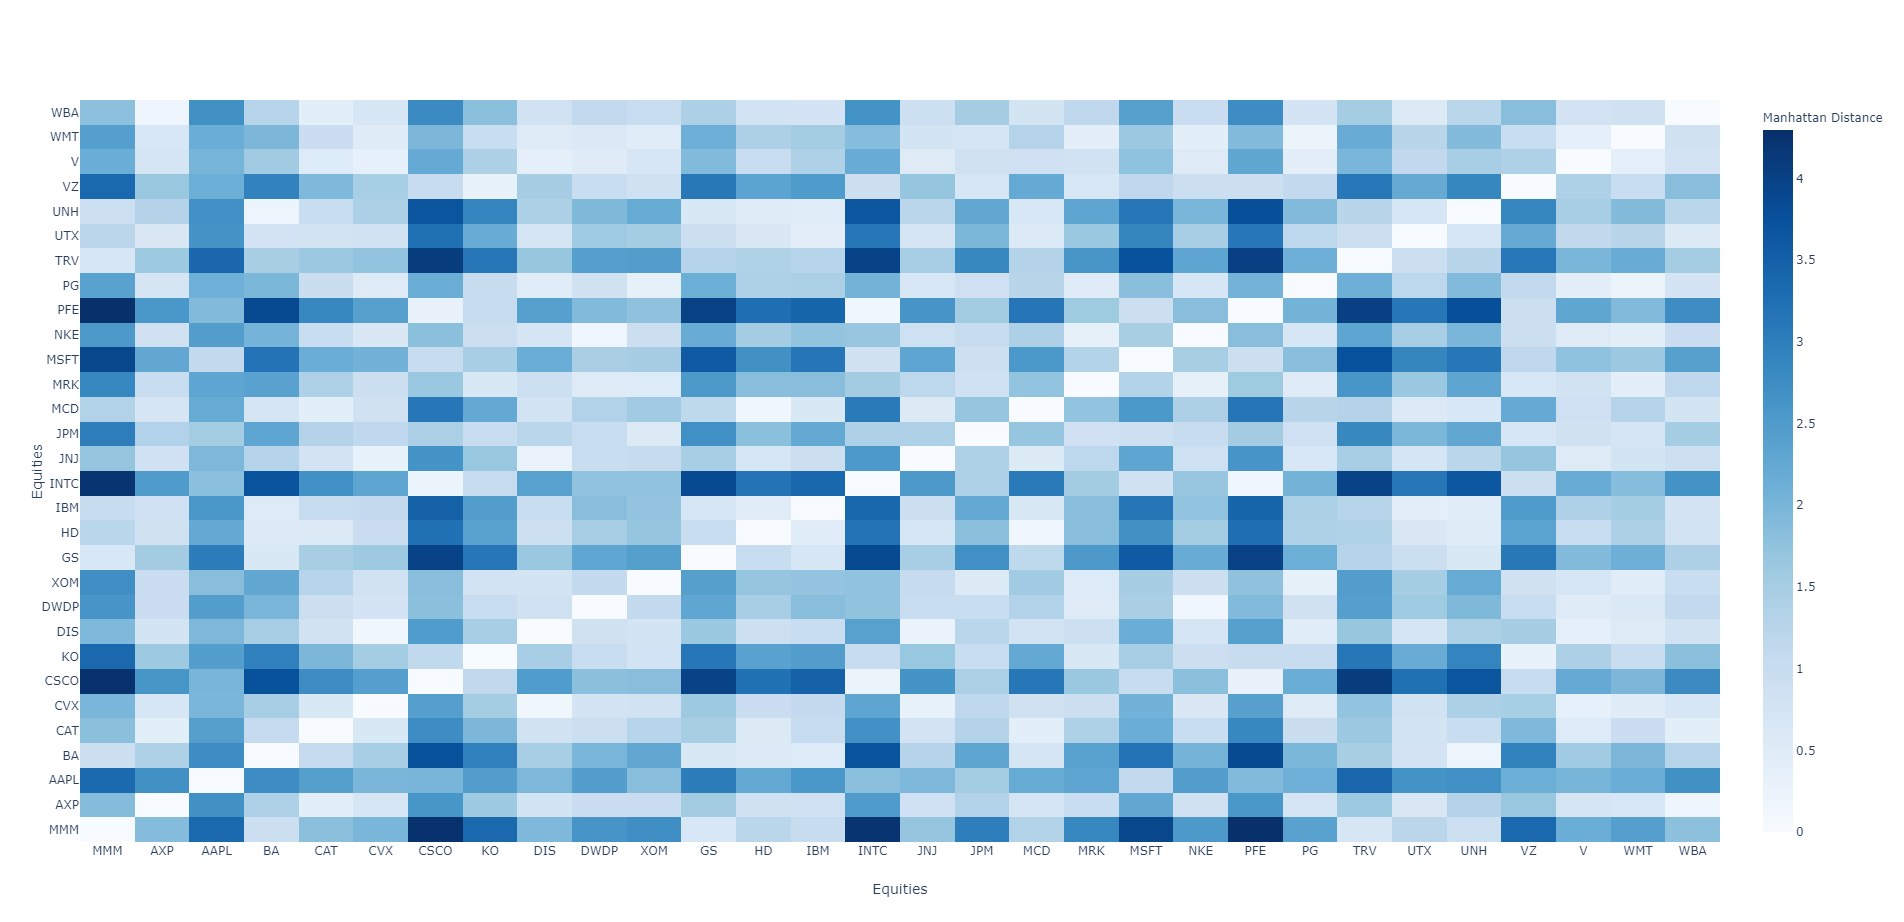 Manhattan Distance
WBA
WMT
V
VZ
UNH
UTX
TRV
PG
PFE
NKE
MSFT
MRK
MCD
JPM
JNJ
INTC
IBM
HD
GS
XOM
DWDP
DIS
KO
CSCO
CVX
CAT
BA
AAPL
AXP
MMM
Equities
4
3.5
3
2.5
2
1.5
1
0.5
0
MMM AXP AAPL BA CAT CVX CSCO KO DIS DWDP XOM GS HD IBM INTC JNJ JPM MCD MRK MSFT NKE PFE PG TRV UTX UNH VZ V WMT WBA
Equities